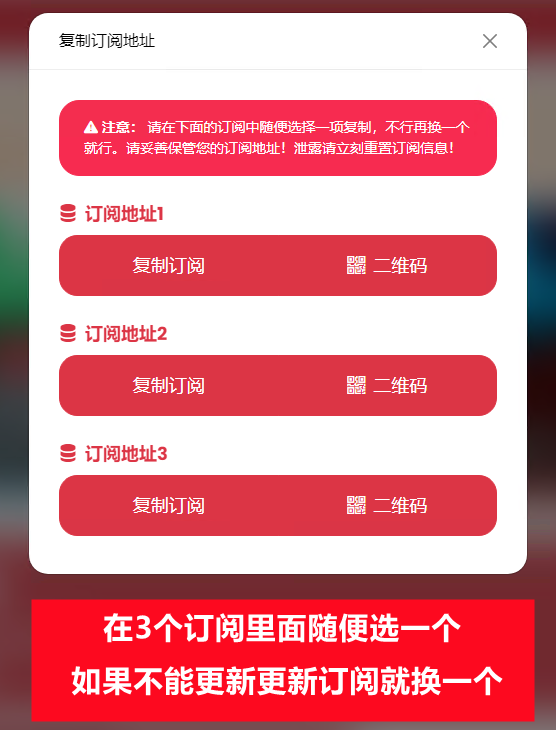 复制订阅地址
注意： 请在下面的订阅中随便选择一项复制，不行再换一个
就行。请妥善保管您的订阅地址！泄露请立刻重置订阅信息！
订阅地址1
复制订阅 二维码
订阅地址2
复制订阅 二维码
订阅地址3
复制订阅 二维码
在3个订阅里面随便选一个
如果不能更新更新订阅就换一个